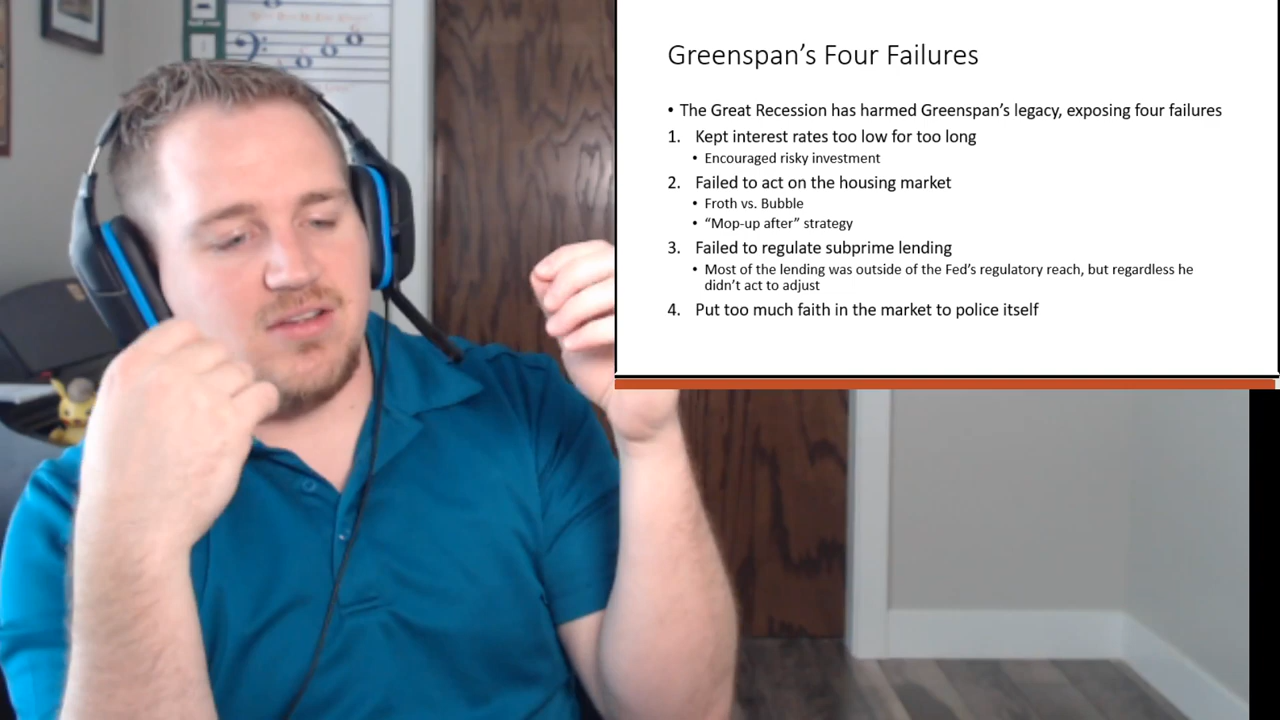 Greenspan’s Four Failures
• The Great Recession has harmed Greenspan’s legacy, exposing four failures
1. Kept interest rates too low for too long
• Encouraged risky investment
2. Failed to act on the housing market
• Froth vs. Bubble
• “Mop-up after” strategy
3. Failed to regulate subprime lending
• Most of the lending was outside of the Fed’s regulatory reach, but regardless he
didn’t act to adjust
4. Put too much faith in the market to police itself